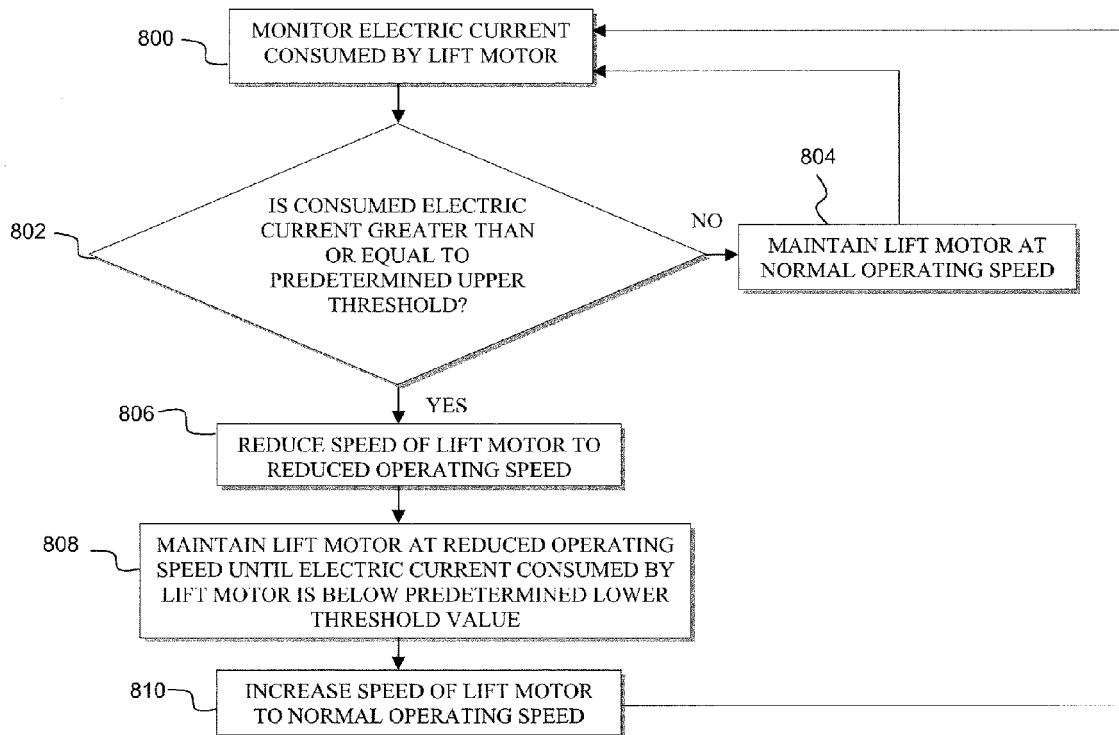 800
MONITOR ELECTRIC CURRENT
CONSUMED BY LIFT MOTOR
802
IS CONSUMED ELECTRIC
CURRENT GREATER THAN
OR EQUAL TO
PREDETERMINED UPPER
THRESHOLD?
NO
804
MAINTAIN LIFT MOTOR AT
NORMAL OPERATING SPEED
YES
806
REDUCE SPEED OF LIFT MOTOR TO
REDUCED OPERATING SPEED
808
MAINTAIN LIFT MOTOR AT REDUCED OPERATING
SPEED UNTIL ELECTRIC CURRENT CONSUMED BY
LIFT MOTOR IS BELOW PREDETERMINED LOWER
THRESHOLD VALUE
810
INCREASE SPEED OF LIFT MOTOR
TO NORMAL OPERATING SPEED